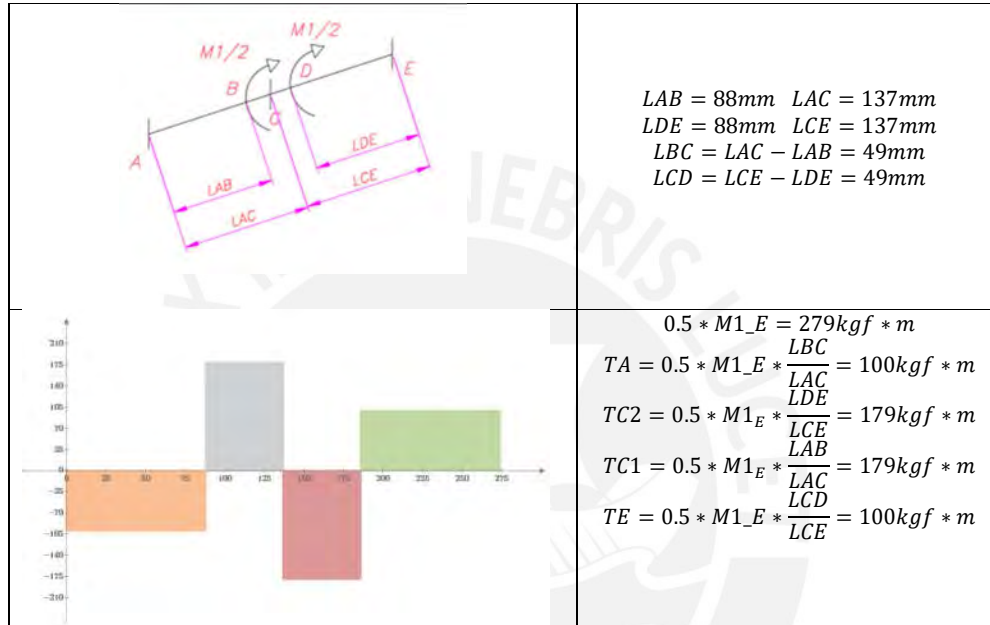 M1/2
M1/2
B
D
E
C
A
LDE
LAB
LCE
LAC
LAB = 88mm LAC = 137mm
LDE = 88mm LCE = 137mm
LBC = LAC − LAB = 49mm
LCD = LCE − LDE = 49mm
210
175
140
105
70
35
0
25 50 75 100 125 150 175 200 225 250 275
-35
-70
-105
-140
-175
-210
0.5 * M1_E = 279kgf * m
TA = 0.5 * M1_E * LBC/LAC = 100kgf * m
TC2 = 0.5 * M1_E * LDE/LCE = 179kgf * m
TC1 = 0.5 * M1_E * LAB/LAC = 179kgf * m
TE = 0.5 * M1_E * LCD/LCE = 100kgf * m